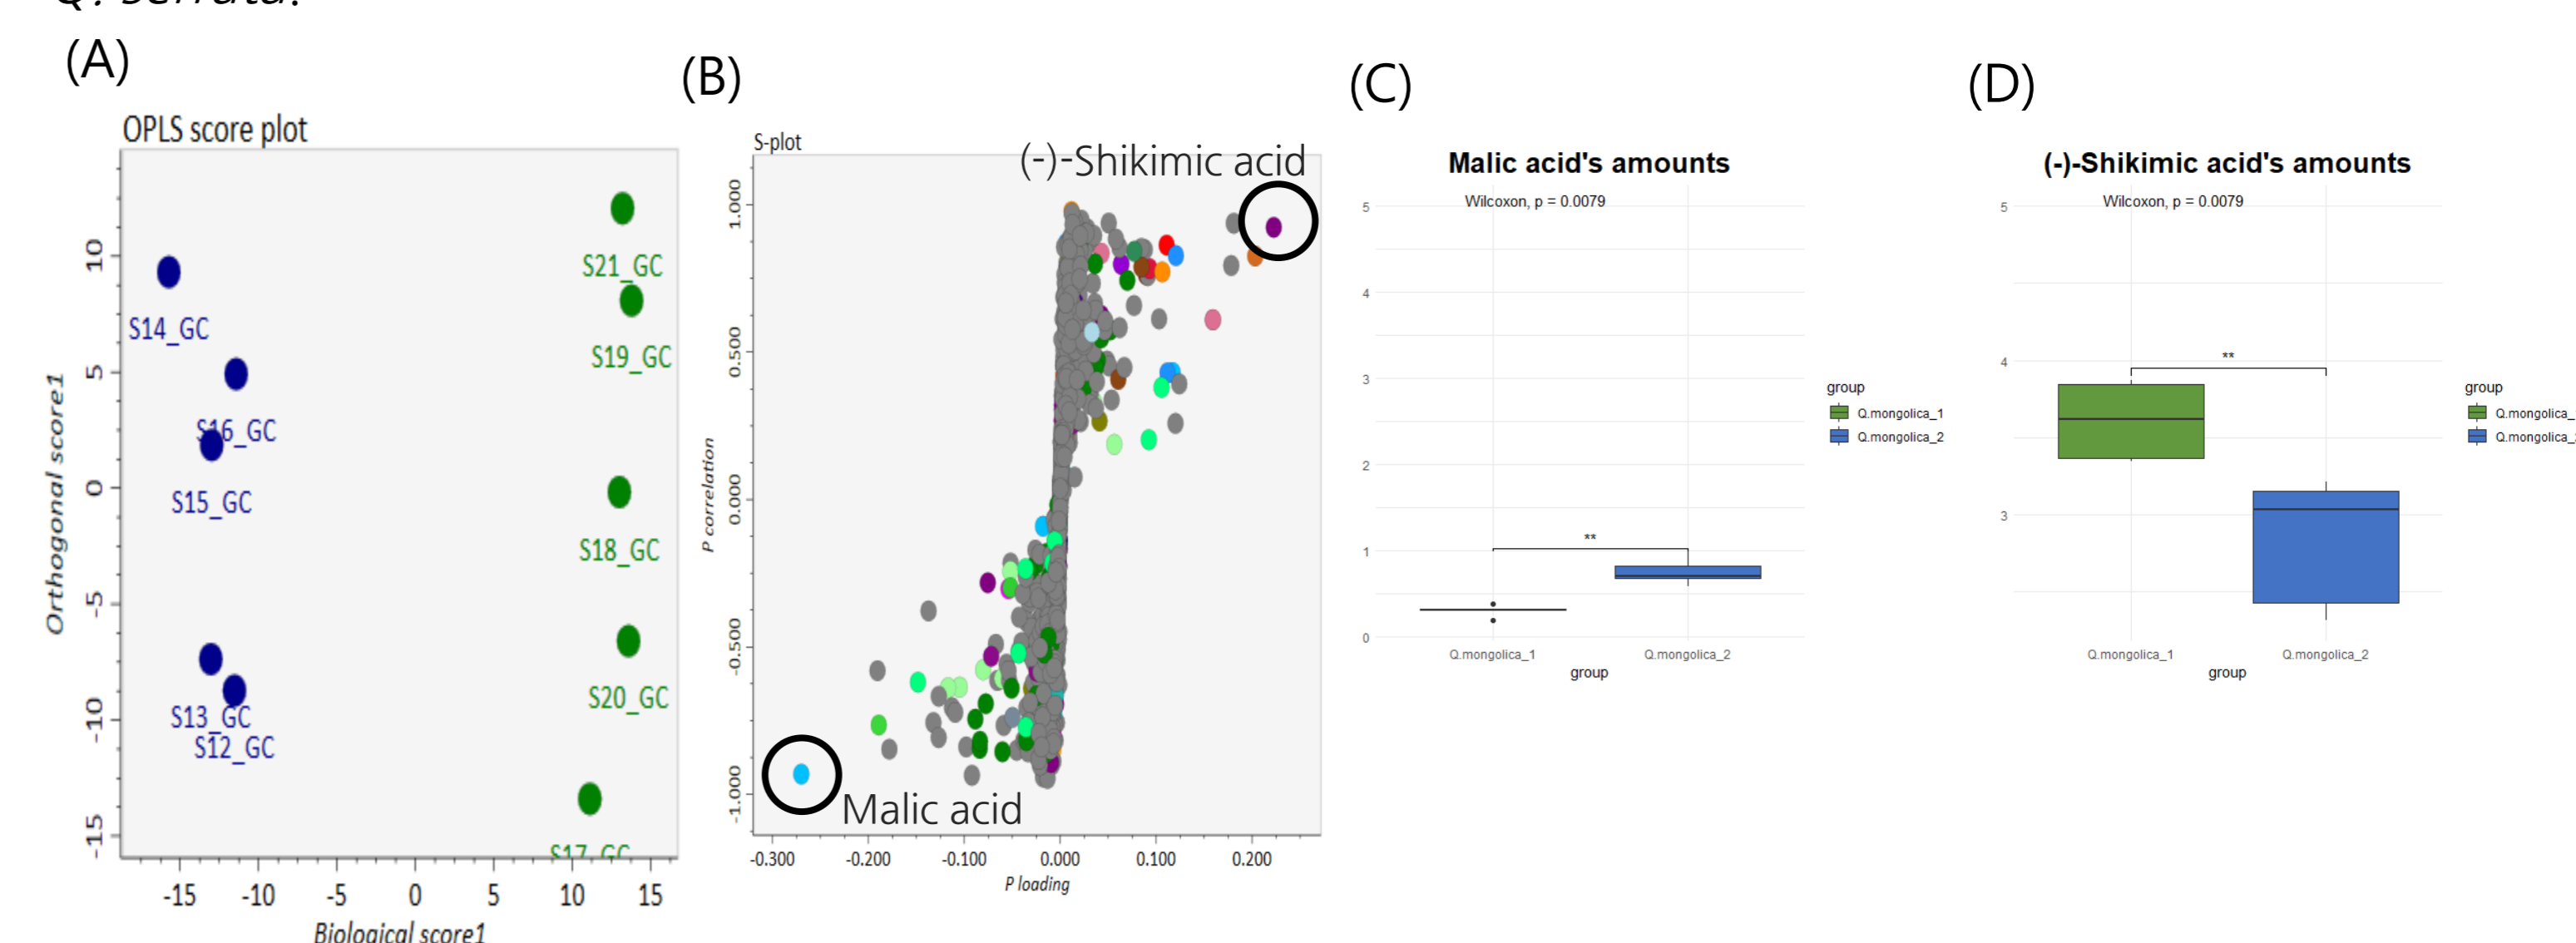 Q. serrata.
(A)
OPLS score plot
Orthogonal score1
10
5
0
-5
-10
-15
S21_GC
S14_GC
S19_GC
S16_GC
S15_GC
S18_GC
S20_GC
S13_GC
S12_GC
S17_GC
-15 -10 -5 0 5 10 15
Biological score1
(B)
S-plot
(-)-Shikimic acid
P correlation
1.000
0.500
0.000
-0.500
-1.000
Malic acid
-0.300 -0.200 -0.100 0.000 0.100 0.200
P loading
(C)
Malic acid's amounts
Wilcoxon, p = 0.0079
5
4
3
2
1
0
**
Q.mongolica_1 Q.mongolica_2
group
group
Q.mongolica_1
Q.mongolica_2
(D)
(-)-Shikimic acid's amounts
Wilcoxon, p = 0.0079
5
4
3
**
Q.mongolica_1 Q.mongolica_2
group
group
Q.mongolica_
Q.mongolica_